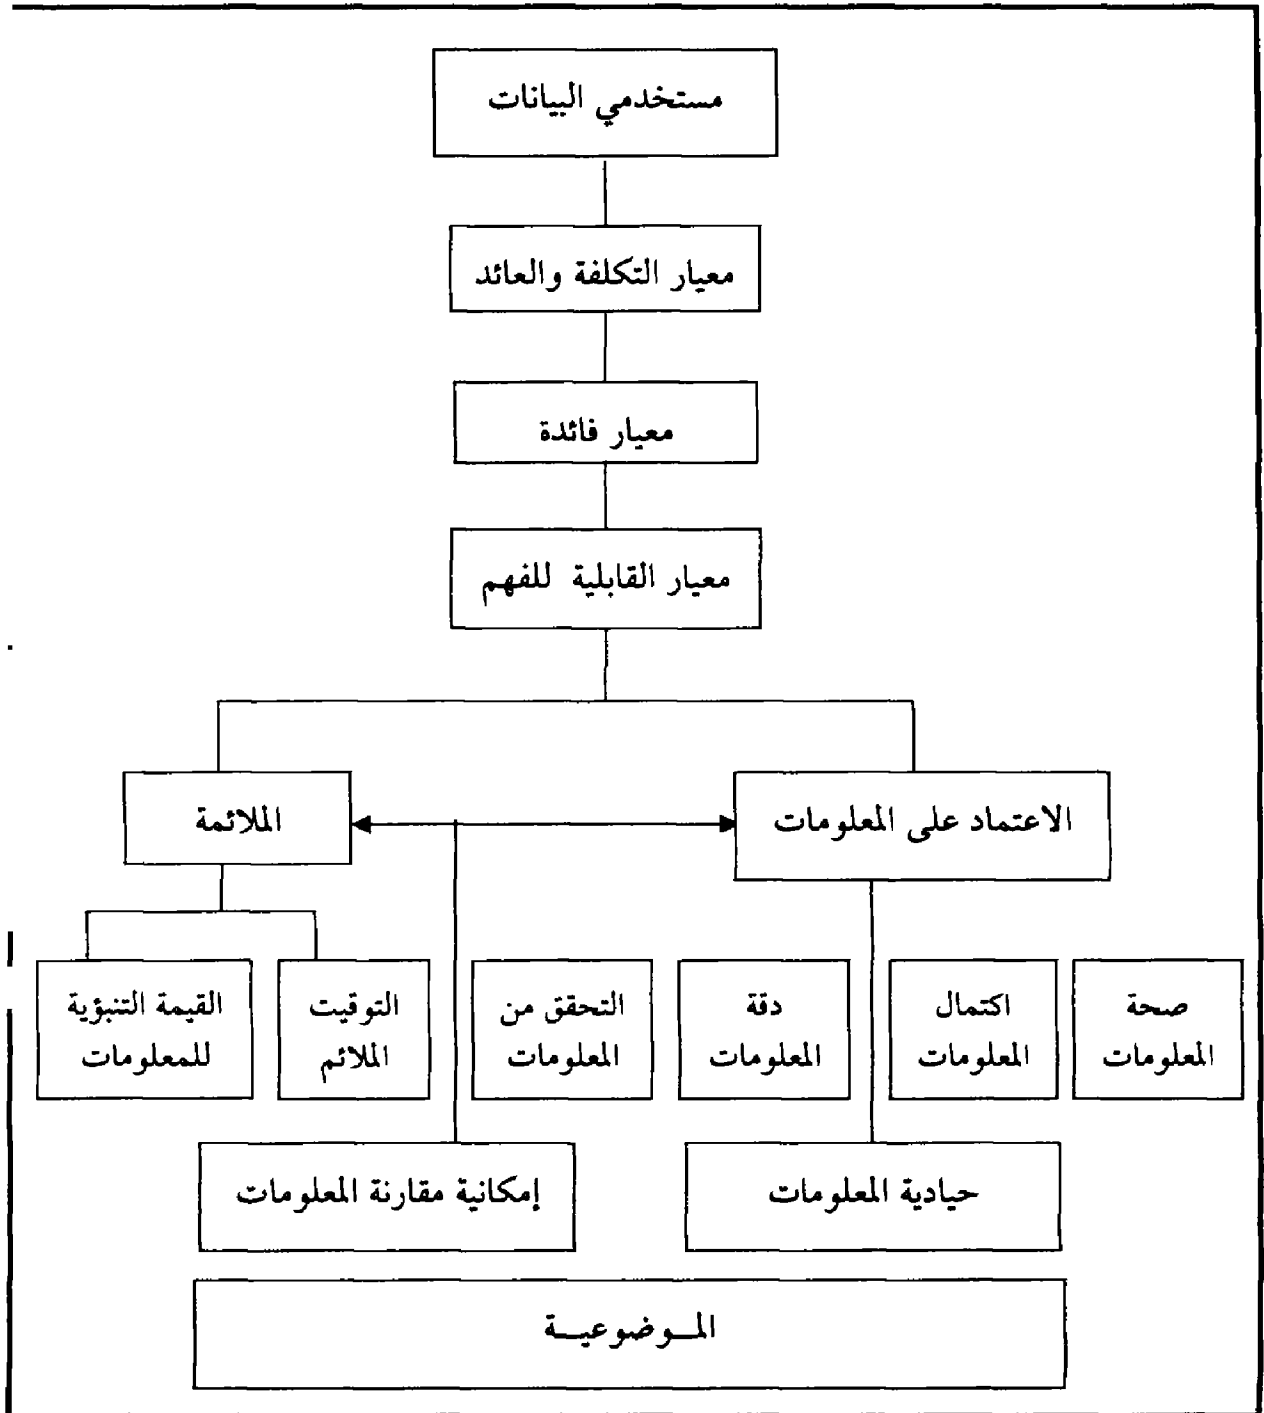 مستخدمي البيانات
معيار التكلفة والعائد
معيار فائدة
معيار القابلية للفهم
الاعتماد على المعلومات
الملائمة
صحة
المعلومات
اكتمال
المعلومات
دقة
المعلومات
التحقق من
المعلومات
التوقيت
الملائم
القيمة التنبؤية
للمعلومات
حيادية المعلومات
إمكانية مقارنة المعلومات
المـوضوعيـة